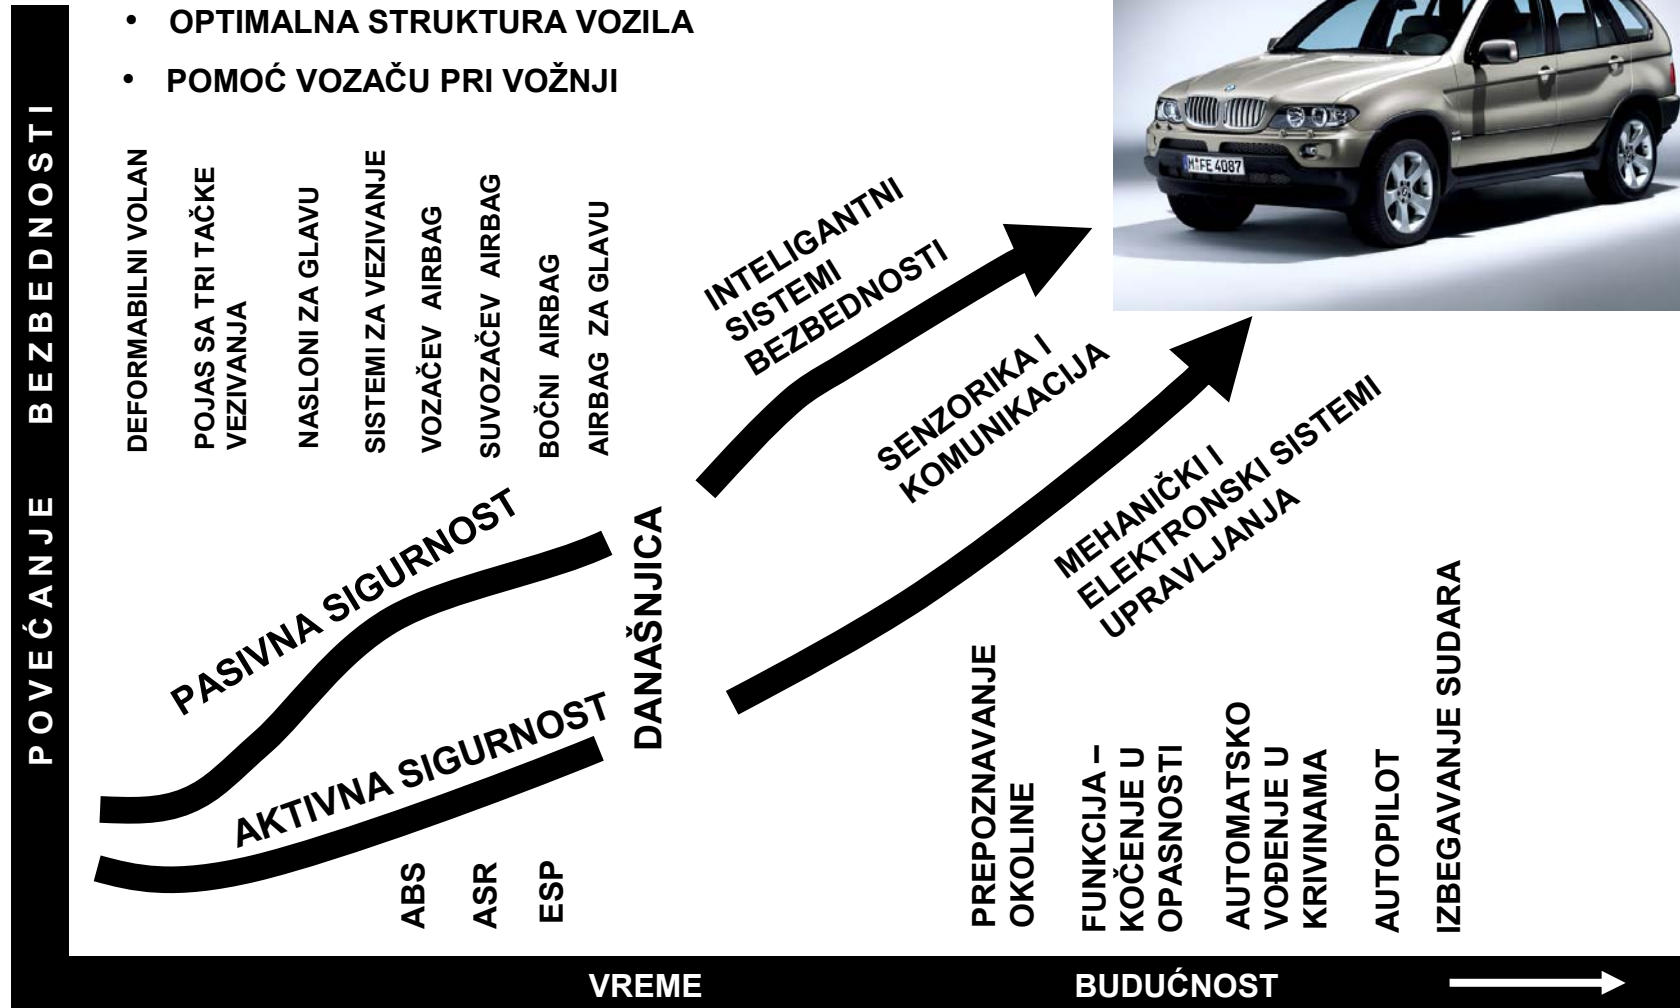 • OPTIMALNA STRUKTURA VOZILA
• POMOĆ VOZAČU PRI VOŽNJI
POVEĆANJE BEZBEDNOSTI
DEFORMABILNI VOLAN
POJAS SA TRI TAČKE
VEZIVANJA
NASLONI ZA GLAVU
SISTEMI ZA VEZIVANJE
VOZAČEV AIRBAG
SUVOZAČEV AIRBAG
BOČNI AIRBAG
AIRBAG ZA GLAVU
INTELIGANTNI
SISTEMI
BEZBEDNOSTI
M FE 4087
SENZORIKA I
KOMUNIKACIJA
MEHANIČKI I
ELEKTRONSKI SISTEMI
UPRAVLJANJA
PASIVNA SIGURNOST
AKTIVNA SIGURNOST
DANAŠNJICA
ABS
ASR
ESP
PREPOZNAVANJE
OKOLINE
FUNKCIJA –
KOČENJE U
OPASNOSTI
AUTOMATSKO
VOĐENJE U
KRIVINAMA
AUTOPILOT
IZBEGAVANJE SUDARA
VREME
BUDUĆNOST